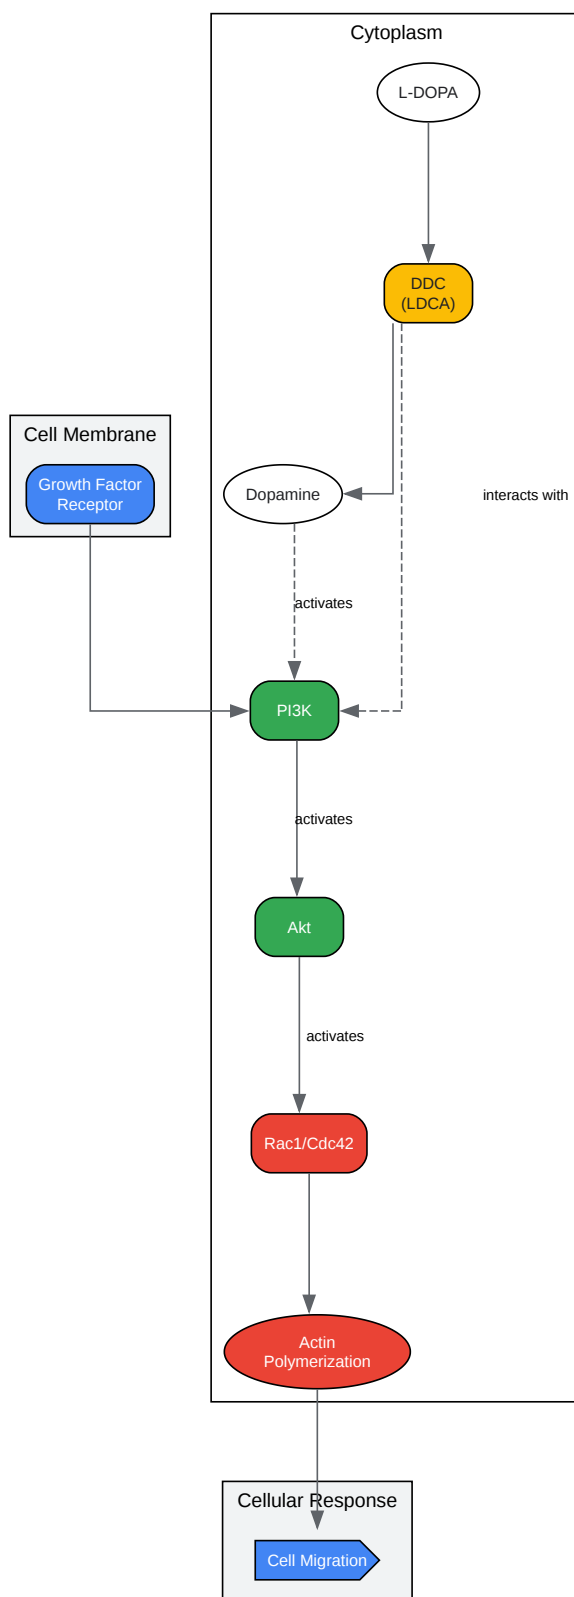 Cytoplasm
L-DOPA
DDC
(LDCA)
Cell Membrane
Growth Factor
Receptor
Dopamine
interacts with
activates
PI3K
activates
Akt
activates
Rac1/Cdc42
Actin
Polymerization
Cellular Response
Cell Migration